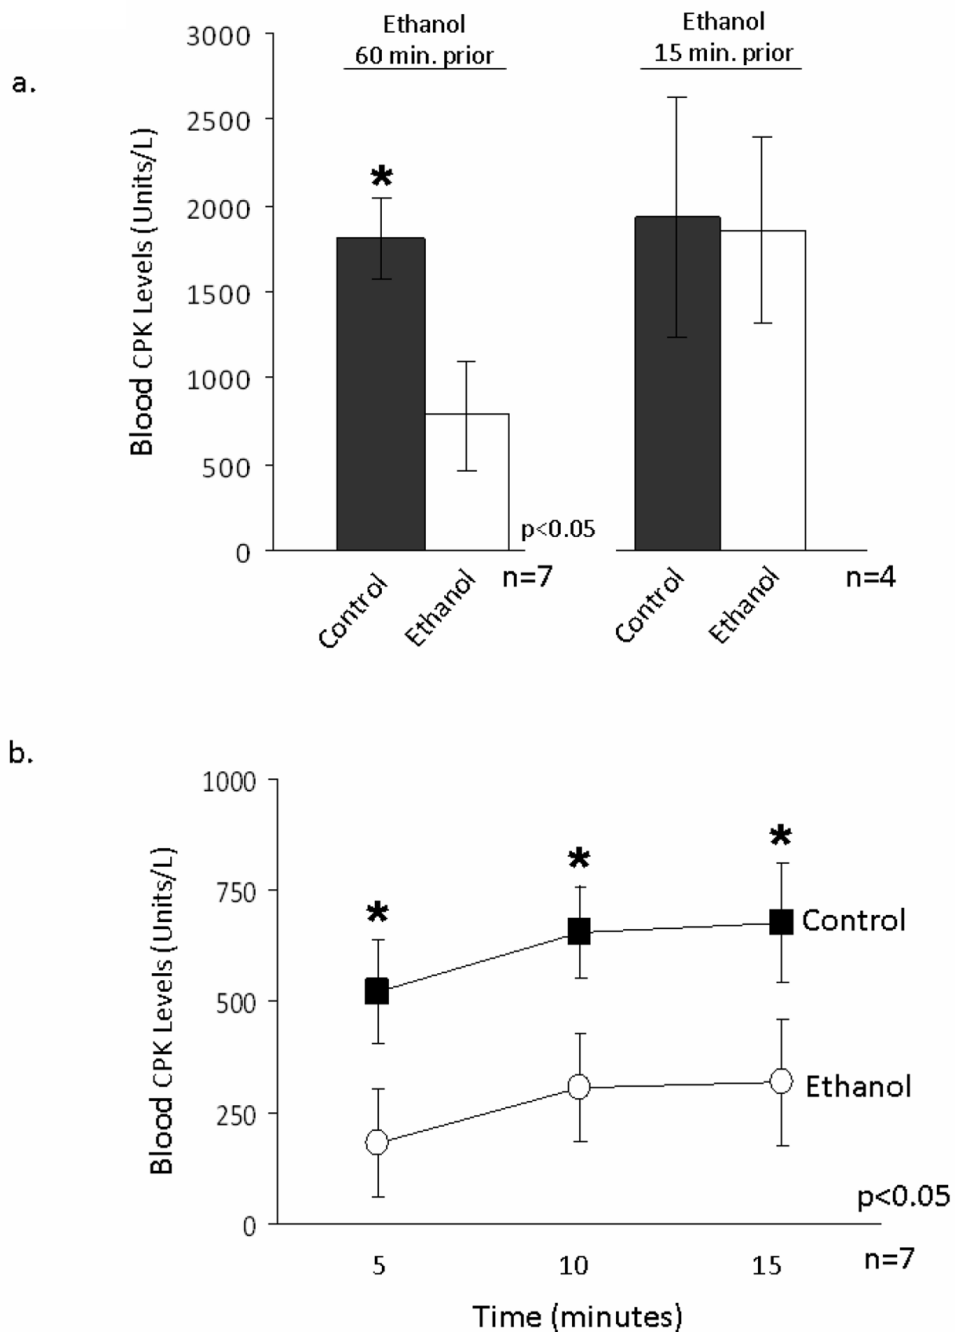 a.
Ethanol
60 min. prior
Ethanol
15 min. prior
Blood CPK Levels (Units/L)
3000
2500
2000
1500
1000
500
0
*
p<0.05
Control
Ethanol
n=7
Control
Ethanol
n=4
b.
Blood CPK Levels (Units/L)
1000
750
500
250
0
*
*
*
Control
Ethanol
p<0.05
5
10
15
n=7
Time (minutes)